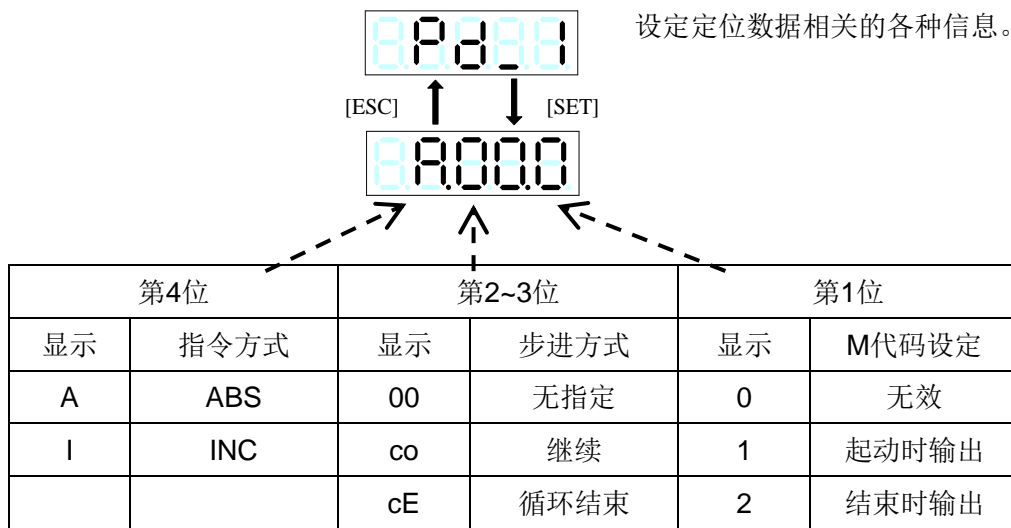 Pd_1
设定定位数据相关的各种信息。
[ESC] [SET]
A.00.0
第4位 第2~3位 第1位
显示 指令方式 显示 步进方式 显示 M代码设定
A ABS 00 无指定 0 无效
I INC co 继续 1 起动时输出
cE 循环结束 2 结束时输出